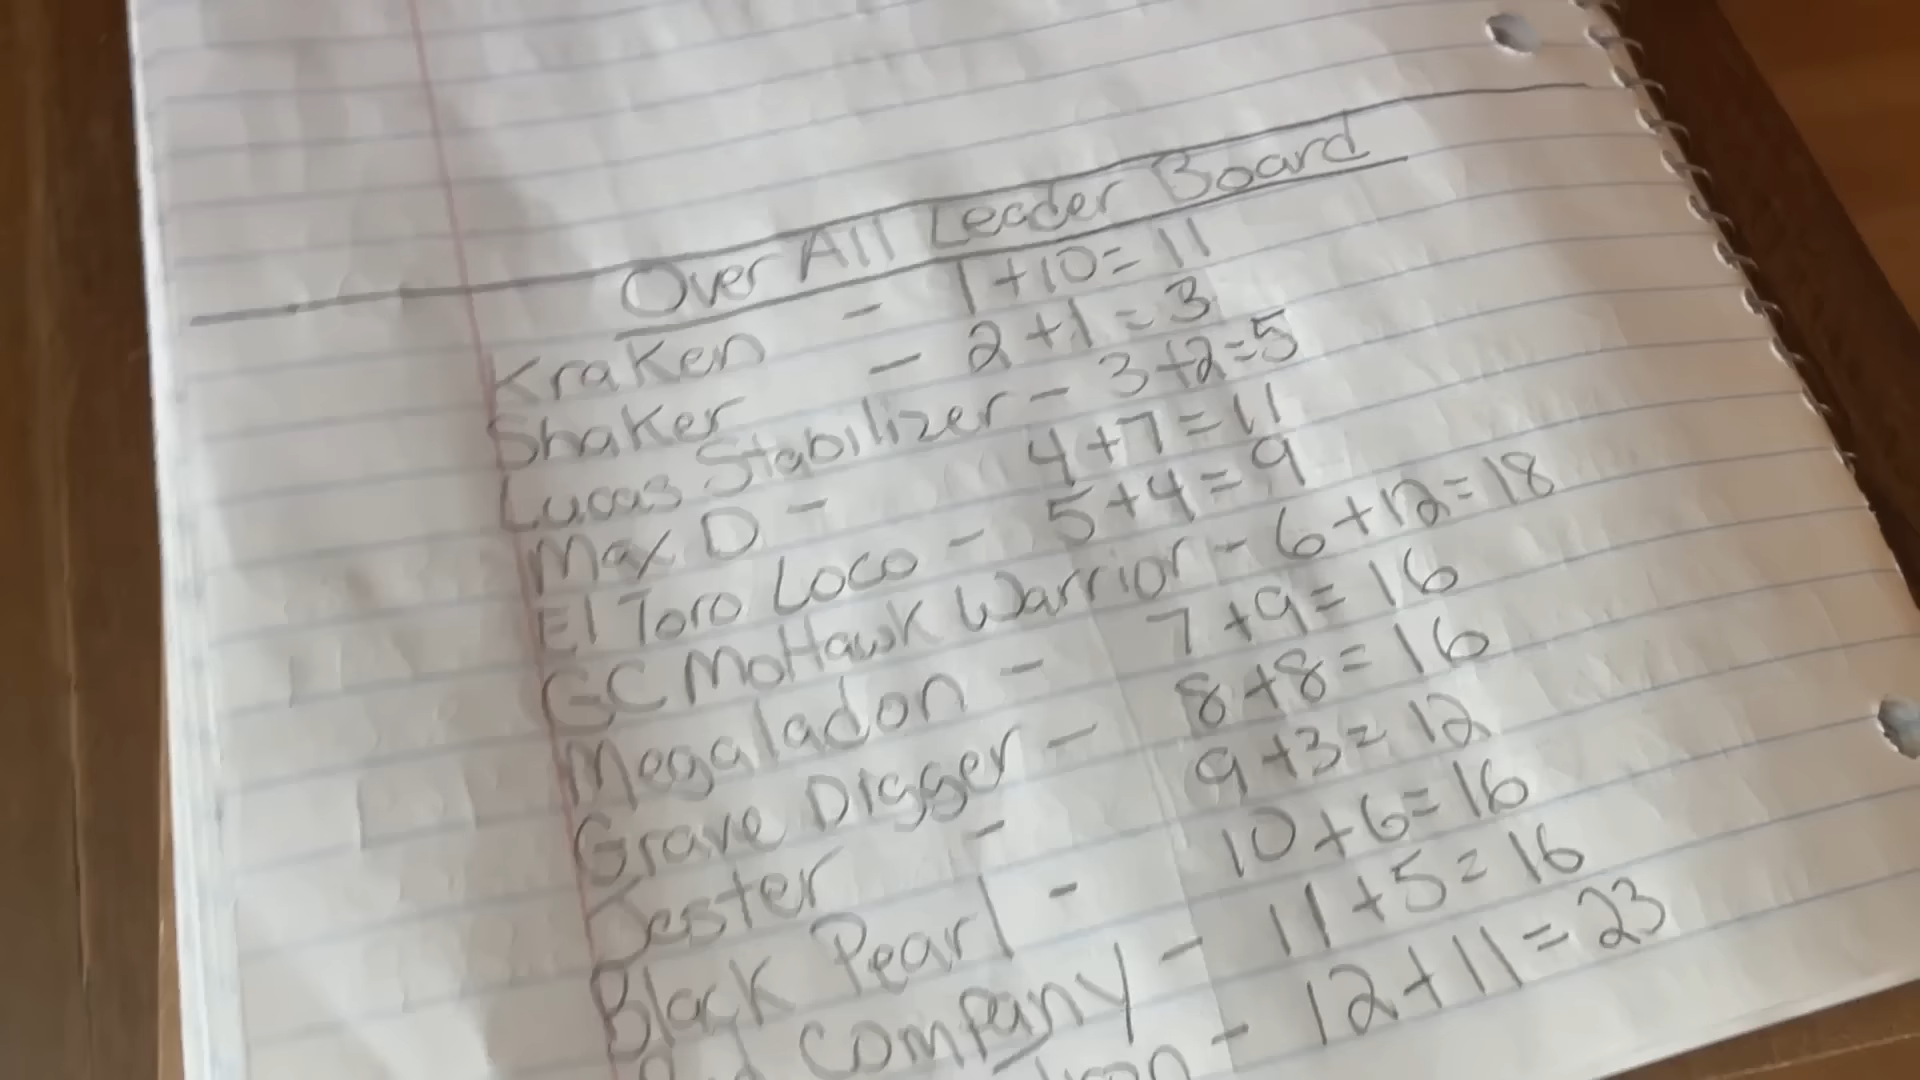 Over All Leader Board
Kraken - 1+10=11
Shaker - 2+1=3
Lucas Stabilizer - 3+2=5
Max D - 4+7=11
El Toro Loco - 5+4=9
GC MoHawk Warrior - 6+12=18
Megaladon - 7+9=16
Grave Digger - 8+8=16
Jester - 9+3=12
Black Pearl - 10+6=16
Company - 11+5=16
- 12+11=23